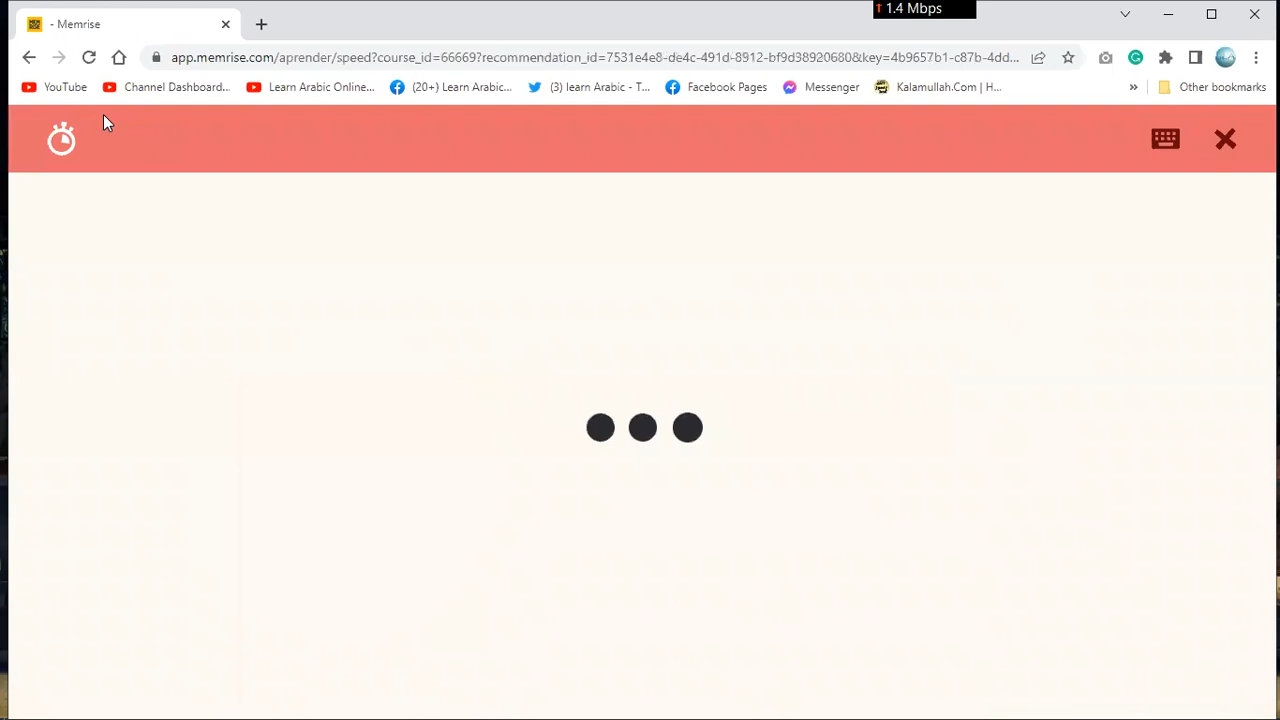 ↑ 1.4 Mbps
- Memrise
app.memrise.com/aprender/speed?course_id=66669?recommendation_id=7531e4e8-de4c-491d-8912-bf9d38920680&key=4b9657b1-c87b-4dd...
YouTube Channel Dashboard... Learn Arabic Online... (20+) Learn Arabic... (3) learn Arabic - T... Facebook Pages Messenger Kalamullah.Com | H... » Other bookmarks